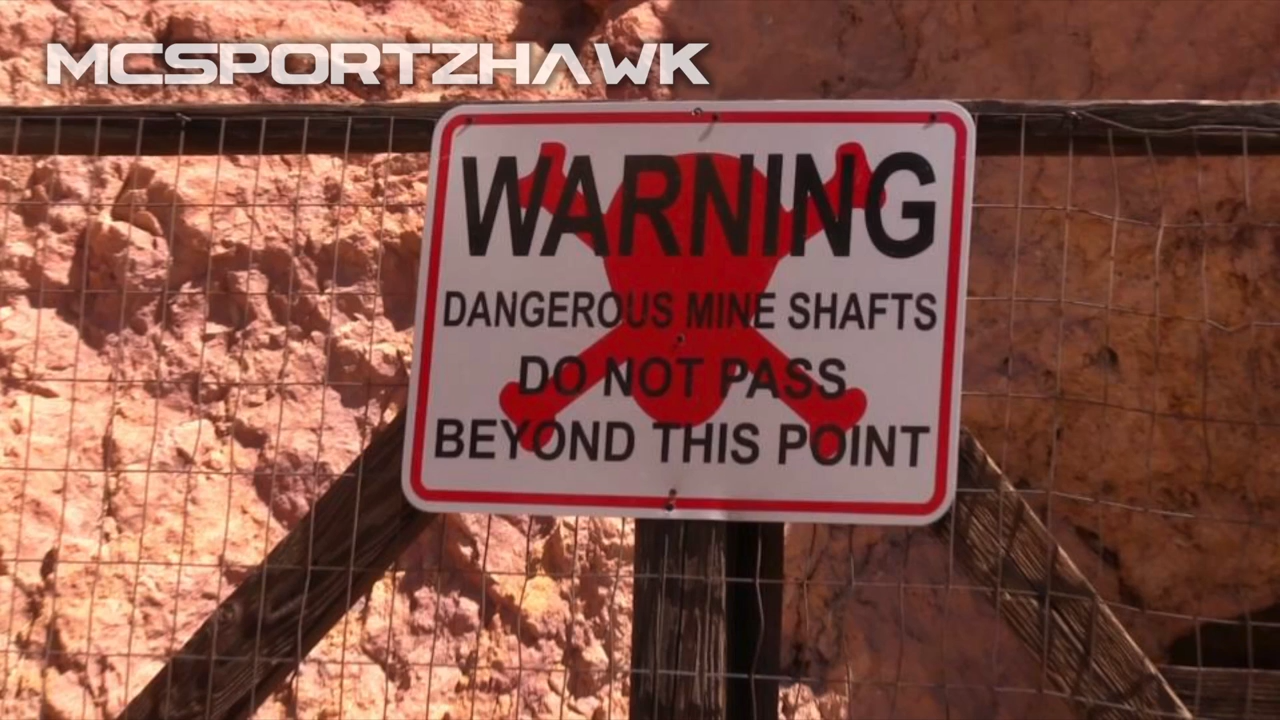 MCSPORTZHAWK
WARNING
DANGEROUS MINE SHAFTS
DO NOT PASS
BEYOND THIS POINT